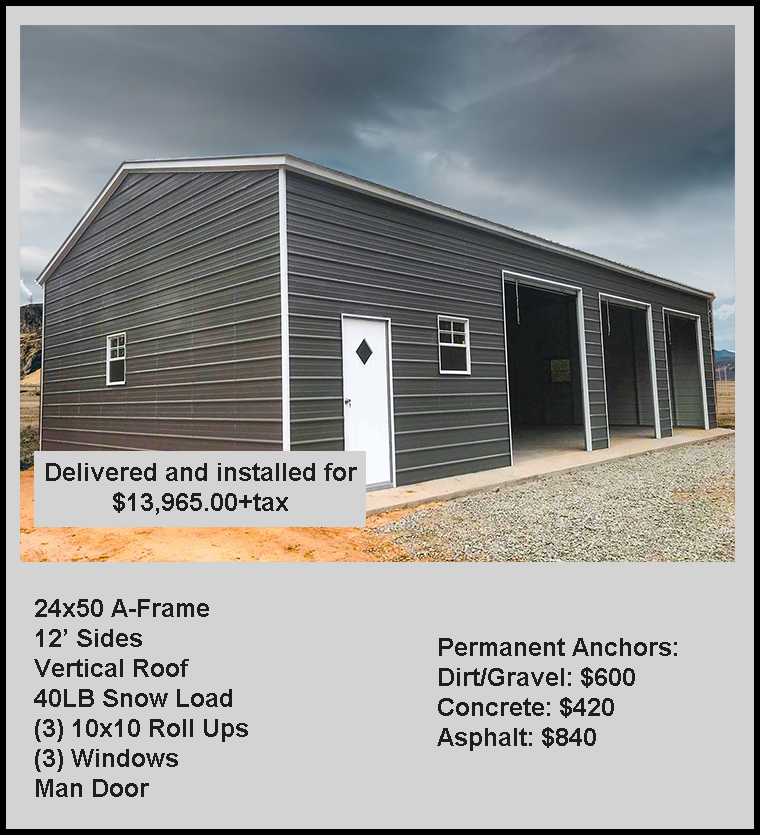 Delivered and installed for
$13,965.00+tax
24x50 A-Frame
12’ Sides
Vertical Roof
40LB Snow Load
(3) 10x10 Roll Ups
(3) Windows
Man Door
Permanent Anchors:
Dirt/Gravel: $600
Concrete: $420
Asphalt: $840